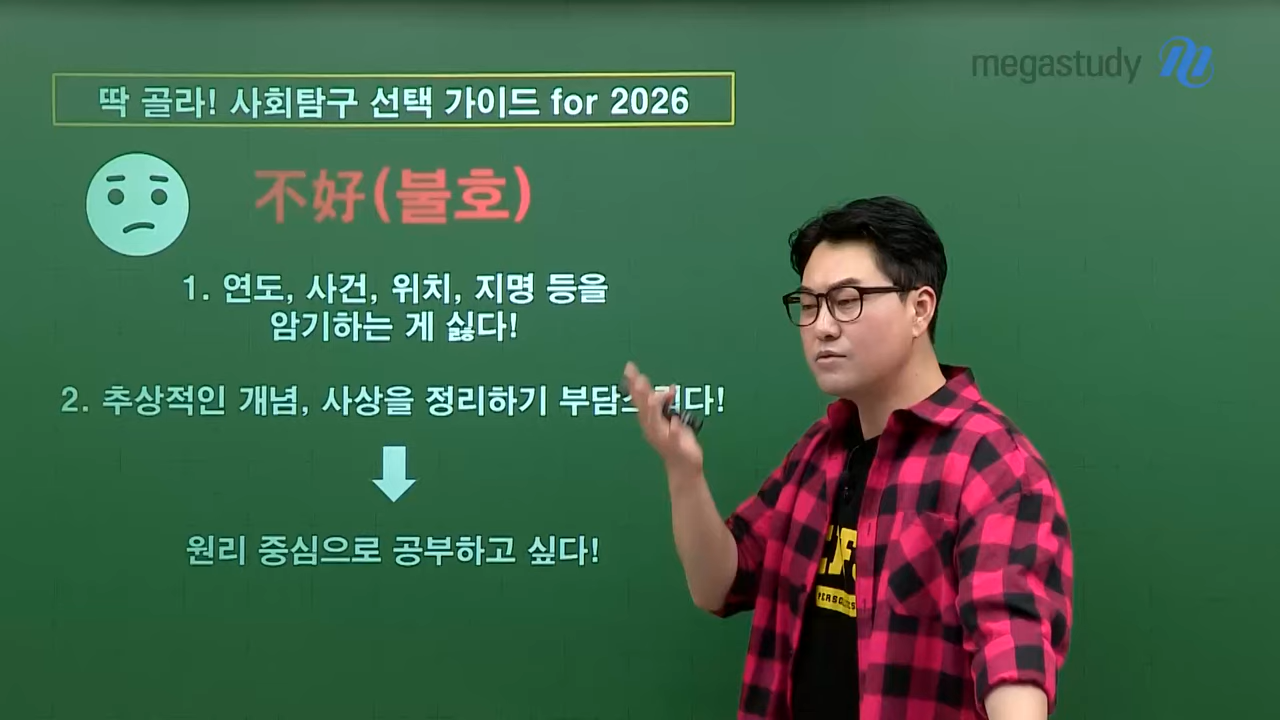 megastudy
딱 골라! 사회탐구 선택 가이드 for 2026
不好(불호)
1. 연도, 사건, 위치, 지명 등을
암기하는 게 싫다!
2. 추상적인 개념, 사상을 정리하기
원리 중심으로 공부하고 싶다!